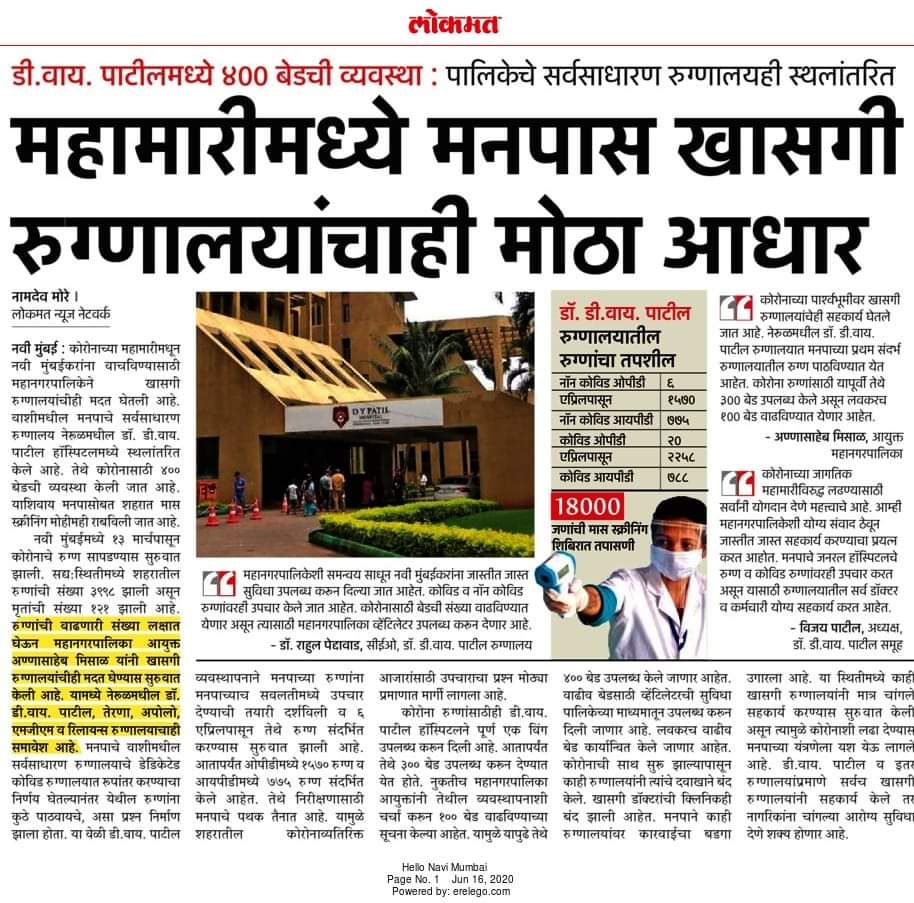 लोकमत
डी.वाय. पाटीलमध्ये ४०० बेडची व्यवस्था : पालिकेचे सर्वसाधारण रुग्णालयही स्थलांतरित
महामारीमध्ये मनपास खासगी
रुग्णालयांचाही मोठा आधार
नामदेव मोरे ।
लोकमत न्यूज नेटवर्क
नवी मुंबई : कोरोनाच्या महामारीमधून
नवी मुंबईकरांना वाचविण्यासाठी
महानगरपालिकेने खासगी
रुग्णालयांचीही मदत घेतली आहे.
वाशीमधील मनपाचे सर्वसाधारण
रुग्णालय नेरूळमधील डॉ. डी.वाय.
पाटील हॉस्पिटलमध्ये स्थलांतरित
केले आहे. तेथे कोरोनासाठी ४००
बेडची व्यवस्था केली जात आहे.
याशिवाय मनपासोबत शहरात मास
स्क्रीनिंग मोहीमही राबविली जात आहे.
नवी मुंबईमध्ये १३ मार्चपासून
कोरोनाचे रुग्ण सापडण्यास सुरुवात
झाली. सद्य:स्थितीमध्ये शहरातील
रुग्णांची संख्या ३९९८ झाली असून
मृतांची संख्या १२१ झाली आहे.
रुग्णांची वाढणारी संख्या लक्षात
घेऊन महानगरपालिका आयुक्त
अण्णासाहेब मिसाळ यांनी खासगी
रुग्णालयांचीही मदत घेण्यास सुरुवात
केली आहे. यामध्ये नेरूळमधील डॉ.
डी.वाय. पाटील, तेरणा, अपोलो,
एमजीएम व रिलायन्स रुग्णालयाचाही
समावेश आहे. मनपाचे वाशीमधील
सर्वसाधारण रुग्णालयाचे डेडिकेटेड
कोविड रुग्णालयात रूपांतर करण्याचा
निर्णय घेतल्यानंतर येथील रुग्णांना
कुठे पाठवायचे, असा प्रश्न निर्माण
झाला होता. या वेळी डी.वाय. पाटील
D Y PATIL
HOSPITAL
महानगरपालिकेशी समन्वय साधून नवी मुंबईकरांना जास्तीत जास्त
सुविधा उपलब्ध करून दिल्या जात आहेत. कोविड व नॉन कोविड
रुग्णांवरही उपचार केले जात आहेत. कोरोनासाठी बेडची संख्या वाढविण्यात
येणार असून त्यासाठी महानगरपालिका व्हेंटिलेटर उपलब्ध करून देणार आहे.
- डॉ. राहुल पेद्यावाड, सीईओ, डॉ. डी.वाय. पाटील रुग्णालय
डॉ. डी.वाय. पाटील
रुग्णालयातील
रुग्णांचा तपशील
नॉन कोविड ओपीडी ६
एप्रिलपासून १५७०
नॉन कोविड आयपीडी ७७५
कोविड ओपीडी २०
एप्रिलपासून २२५८
कोविड आयपीडी ७८८
18000
जणांची मास स्क्रीनिंग
शिबिरात तपासणी
कोरोनाच्या पार्श्वभूमीवर खासगी
रुग्णालयांचेही सहकार्य घेतले
जात आहे. नेरूळमधील डॉ. डी.वाय.
पाटील रुग्णालयात मनपाच्या प्रथम संदर्भ
रुग्णालयातील रुग्ण पाठविण्यात येत
आहेत. कोरोना रुग्णांसाठी यापूर्वी तेथे
३०० बेड उपलब्ध केले असून लवकरच
१०० बेड वाढविण्यात येणार आहेत.
- अण्णासाहेब मिसाळ, आयुक्त
महानगरपालिका
कोरोनाच्या जागतिक
महामारीविरुद्ध लढण्यासाठी
सर्वांनी योगदान देणे महत्त्वाचे आहे. आम्ही
महानगरपालिकेशी योग्य संवाद ठेवून
जास्तीत जास्त सहकार्य करण्याचा प्रयत्न
करत आहोत. मनपाचे जनरल हॉस्पिटलचे
रुग्ण व कोविड रुग्णांवरही उपचार करत
असून यासाठी रुग्णालयातील सर्व डॉक्टर
व कर्मचारी योग्य सहकार्य करत आहेत.
- विजय पाटील, अध्यक्ष,
डॉ. डी.वाय. पाटील समूह
व्यवस्थापनाने मनपाच्या रुग्णांना
मनपाच्याच सवलतीमध्ये उपचार
देण्याची तयारी दर्शविली व ६
एप्रिलपासून तेथे रुग्ण संदर्भित
करण्यास सुरुवात झाली आहे.
आतापर्यंत ओपीडीमध्ये १५७० रुग्ण व
आयपीडीमध्ये ७७५ रुग्ण संदर्भित
केले आहेत. तेथे निरीक्षणासाठी
मनपाचे पथक तैनात आहे. यामुळे
शहरातील कोरोनाव्यतिरिक्त
आजारांसाठी उपचाराचा प्रश्न मोठ्या
प्रमाणात मार्गी लागला आहे.
कोरोना रुग्णांसाठीही डी.वाय.
पाटील हॉस्पिटलने पूर्ण एक विंग
उपलब्ध करून दिली आहे. आतापर्यंत
तेथे ३०० बेड उपलब्ध करून देण्यात
येत होते. नुकतीच महानगरपालिका
आयुक्तांनी तेथील व्यवस्थापनाशी
चर्चा करून १०० बेड वाढविण्याच्या
सूचना केल्या आहेत. यामुळे यापुढे तेथे
४०० बेड उपलब्ध केले जाणार आहेत.
वाढीव बेडसाठी व्हेंटिलेटरची सुविधा
पालिकेच्या माध्यमातून उपलब्ध करून
दिली जाणार आहे. लवकरच वाढीव
बेड कार्यान्वित केले जाणार आहेत.
कोरोनाची साथ सुरू झाल्यापासून
काही रुग्णालयांनी त्यांचे दवाखाने बंद
केले. खासगी डॉक्टरांची क्लिनिकही
बंद झाली आहेत. मनपाने काही
रुग्णालयांवर कारवाईचा बडगा
उगारला आहे. या स्थितीमध्ये काही
खासगी रुग्णालयांनी मात्र चांगले
सहकार्य करण्यास सुरुवात केली
असून त्यामुळे कोरोनाशी लढा देण्यास
मनपाच्या यंत्रणेला यश येऊ लागली
आहे. डी.वाय. पाटील व इतर
रुग्णालयांप्रमाणे सर्वच खासगी
रुग्णालयांनी सहकार्य केले तर
नागरिकांना चांगल्या आरोग्य सुविधा
देणे शक्य होणार आहे.
Hello Navi Mumbai
Page No. 1 Jun 16, 2020
Powered by: erelego.com